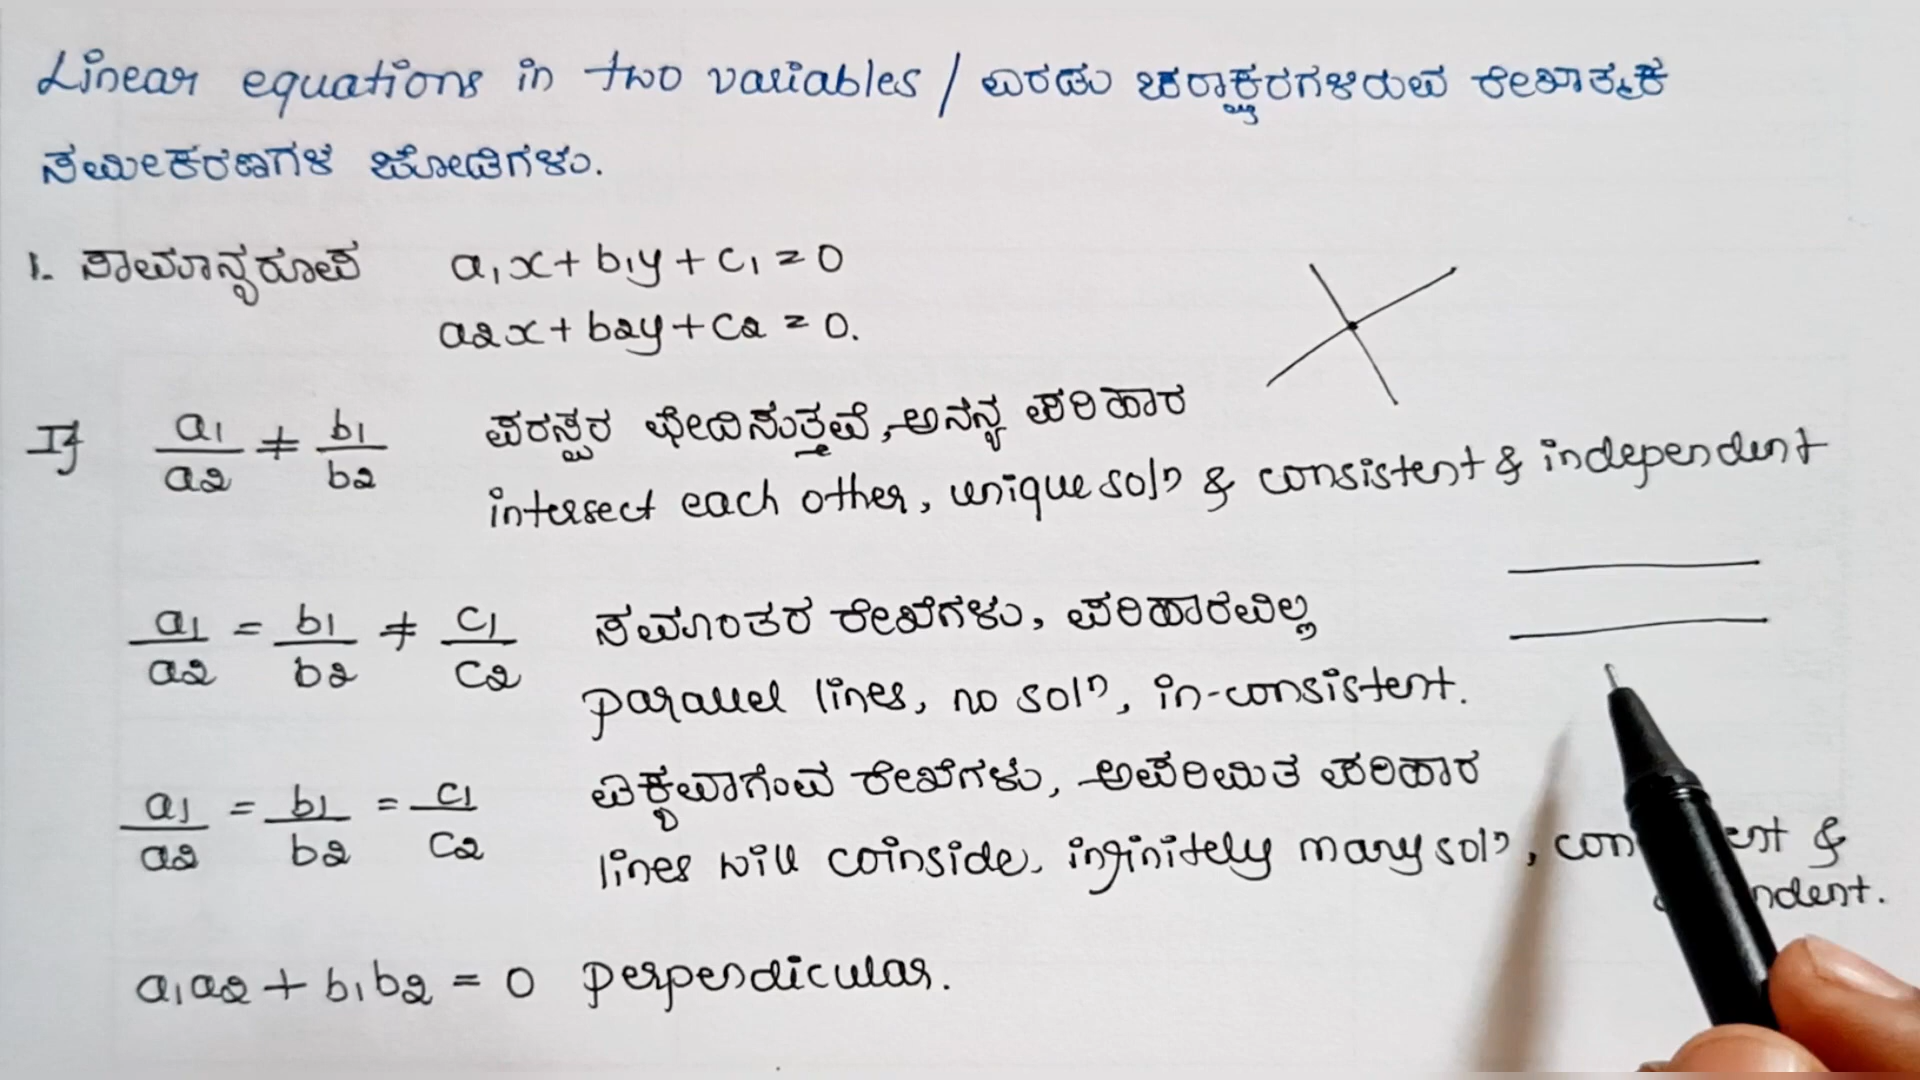 Linear equations in two variables / ಎರಡು ಚರಾಕ್ಷರಗಳಿರುವ ರೇಖಾತ್ಮಕ
ಸಮೀಕರಣಗಳ ಜೋಡಿಗಳು.
1. ಸಾಮಾನ್ಯರೂಪ a₁x + b₁y + c₁ = 0
a2x + b2y + c2 = 0.
If a₁/a2 ≠ b₁/b2 ಪರಸ್ಪರ ಛೇದಿಸುತ್ತವೆ, ಅನನ್ಯ ಪರಿಹಾರ
intersect each other, unique solⁿ & consistent & independent
a₁/a2 = b₁/b2 ≠ c₁/c2 ಸಮಾಂತರ ರೇಖೆಗಳು, ಪರಿಹಾರವಿಲ್ಲ
parallel lines, no solⁿ, in-consistent.
a₁/a2 = b₁/b2 = c₁/c2 ಐಕ್ಯವಾಗುವ ರೇಖೆಗಳು, ಅಪರಿಮಿತ ಪರಿಹಾರ
lines will coinside, infinitely many solⁿ, &
a₁a2 + b₁b2 = 0 perpendicular.